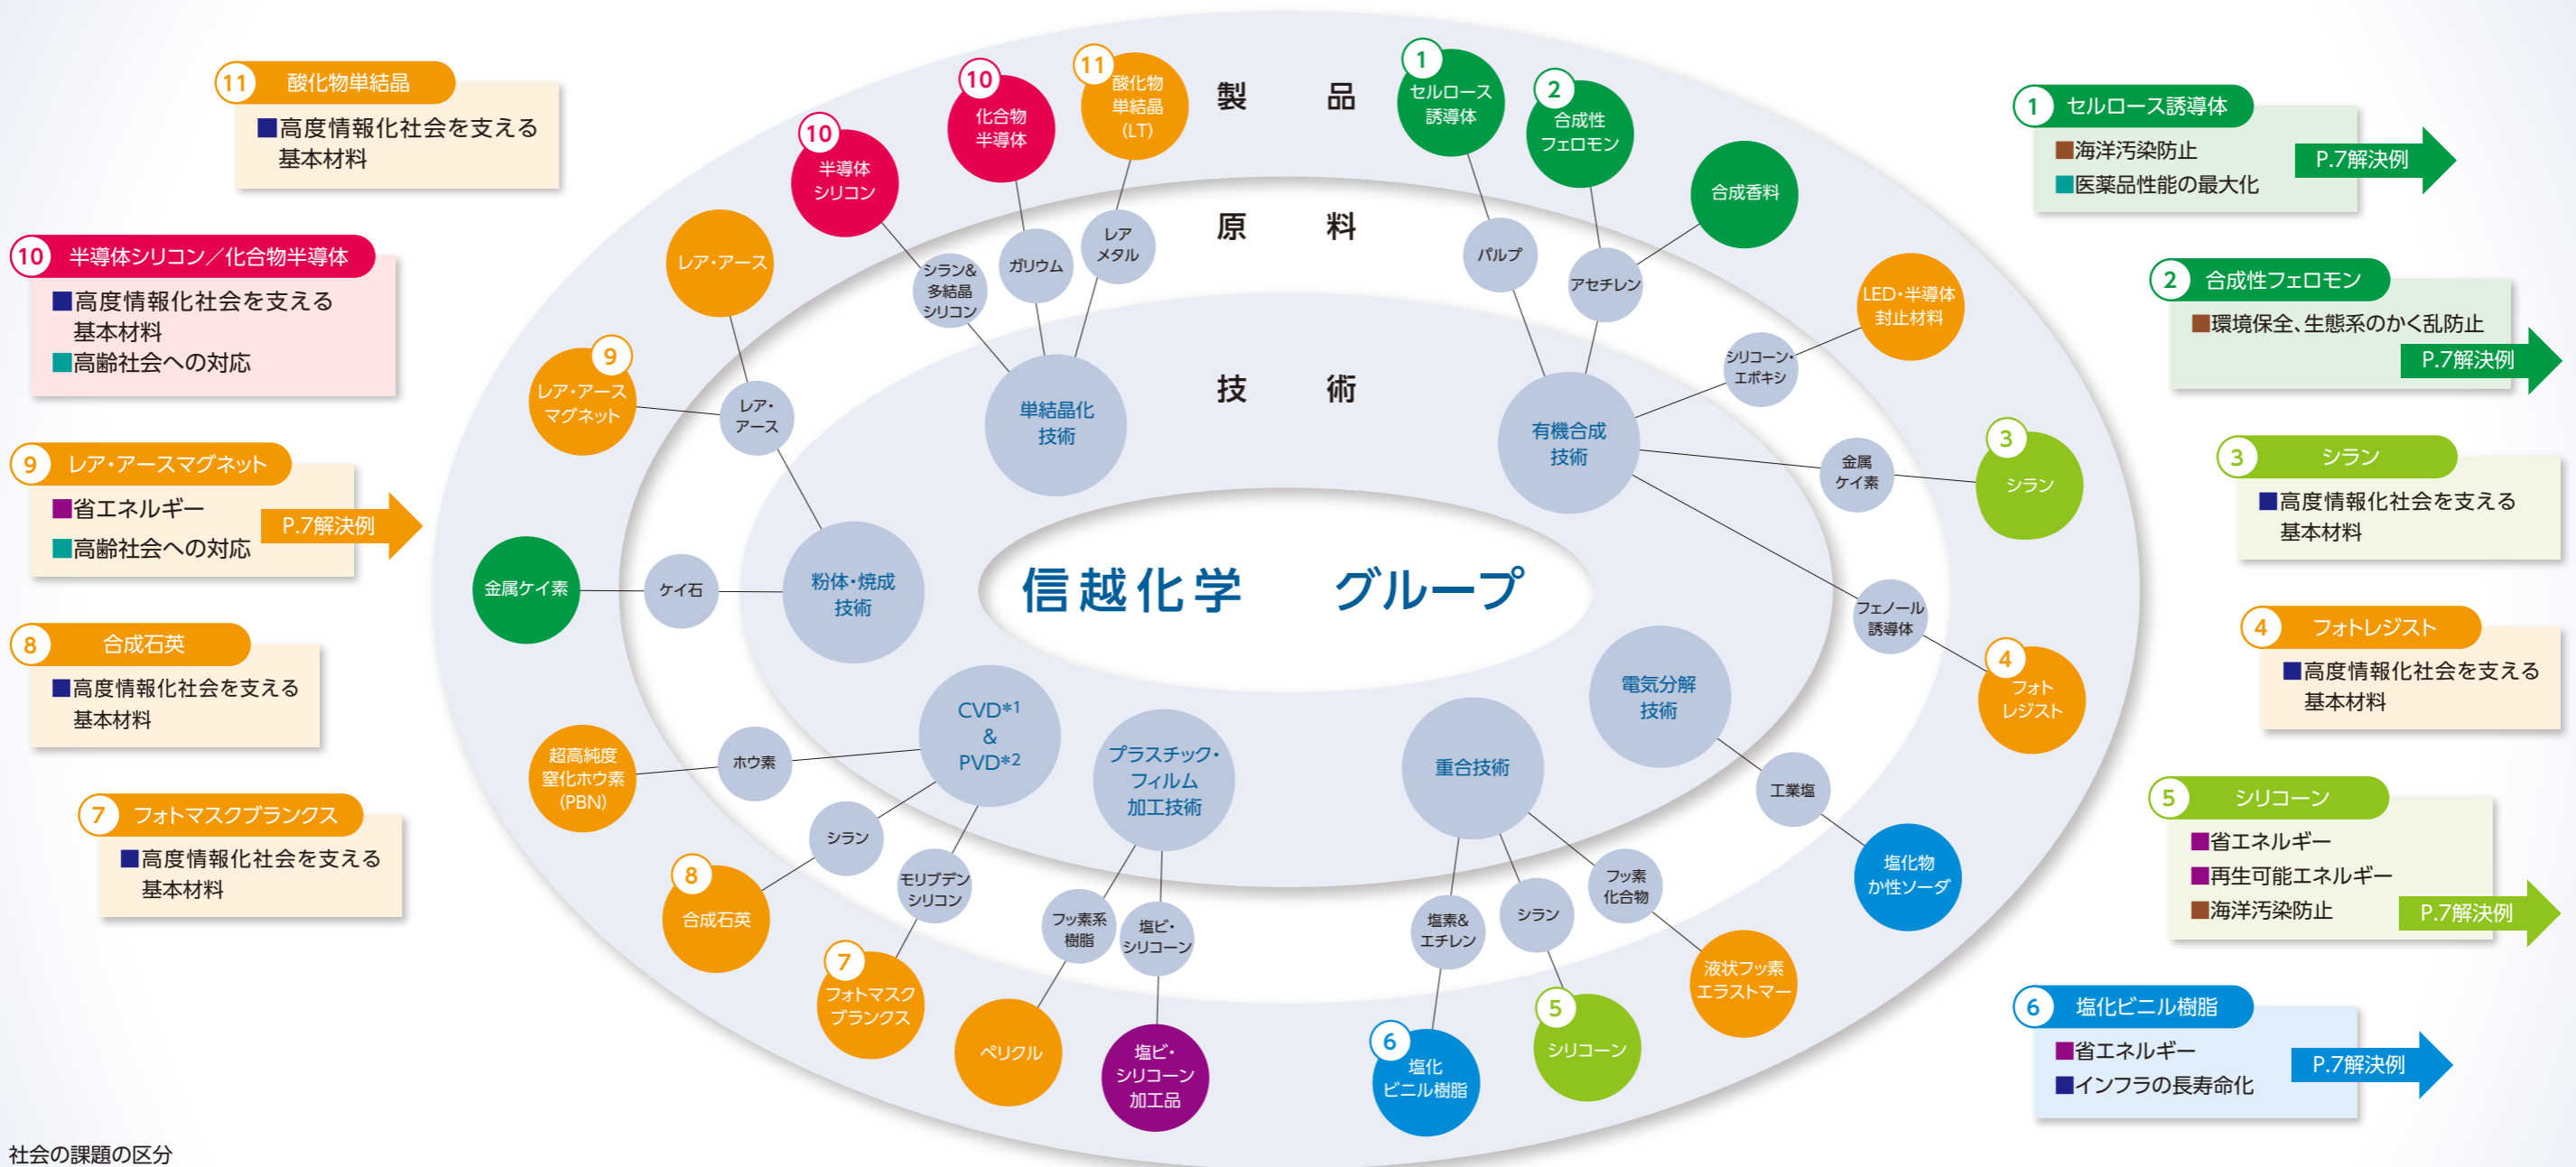 11 酸化物単結晶
■高度情報化社会を支える
基本材料
10 半導体シリコン／化合物半導体
■高度情報化社会を支える
基本材料
■高齢社会への対応
9 レア・アースマグネット
■省エネルギー
■高齢社会への対応
P.7解決例
8 合成石英
■高度情報化社会を支える
基本材料
7 フォトマスクブランクス
■高度情報化社会を支える
基本材料
社会の課題の区分
製 品
原 料
技 術
信越化学 グループ
10
半導体
シリコン
10
化合物
半導体
11
酸化物
単結晶
(LT)
1
セルロース
誘導体
2
合成性
フェロモン
合成香料
LED・半導体
封止材料
3
シラン
4
フォト
レジスト
塩化物
か性ソーダ
液状フッ素
エラストマー
5
シリコーン
6
塩化
ビニル樹脂
塩ビ・
シリコーン
加工品
ペリクル
7
フォトマスク
ブランクス
8
合成石英
超高純度
窒化ホウ素
(PBN)
金属ケイ素
9
レア・アース
マグネット
レア・アース
シラン&
多結晶
シリコン
ガリウム
レア
メタル
パルプ
アセチレン
シリコーン・
エポキシ
金属
ケイ素
フェノール
誘導体
工業塩
フッ素
化合物
シラン
塩素&
エチレン
塩ビ・
シリコーン
フッ素系
樹脂
モリブデン
シリコン
シラン
ホウ素
ケイ石
レア・
アース
単結晶化
技術
有機合成
技術
電気分解
技術
重合技術
プラスチック・
フィルム
加工技術
CVD*1
&
PVD*2
粉体・焼成
技術
1 セルロース誘導体
■海洋汚染防止
■医薬品性能の最大化
P.7解決例
2 合成性フェロモン
■環境保全、生態系のかく乱防止
P.7解決例
3 シラン
■高度情報化社会を支える
基本材料
4 フォトレジスト
■高度情報化社会を支える
基本材料
5 シリコーン
■省エネルギー
■再生可能エネルギー
■海洋汚染防止
P.7解決例
6 塩化ビニル樹脂
■省エネルギー
■インフラの長寿命化
P.7解決例